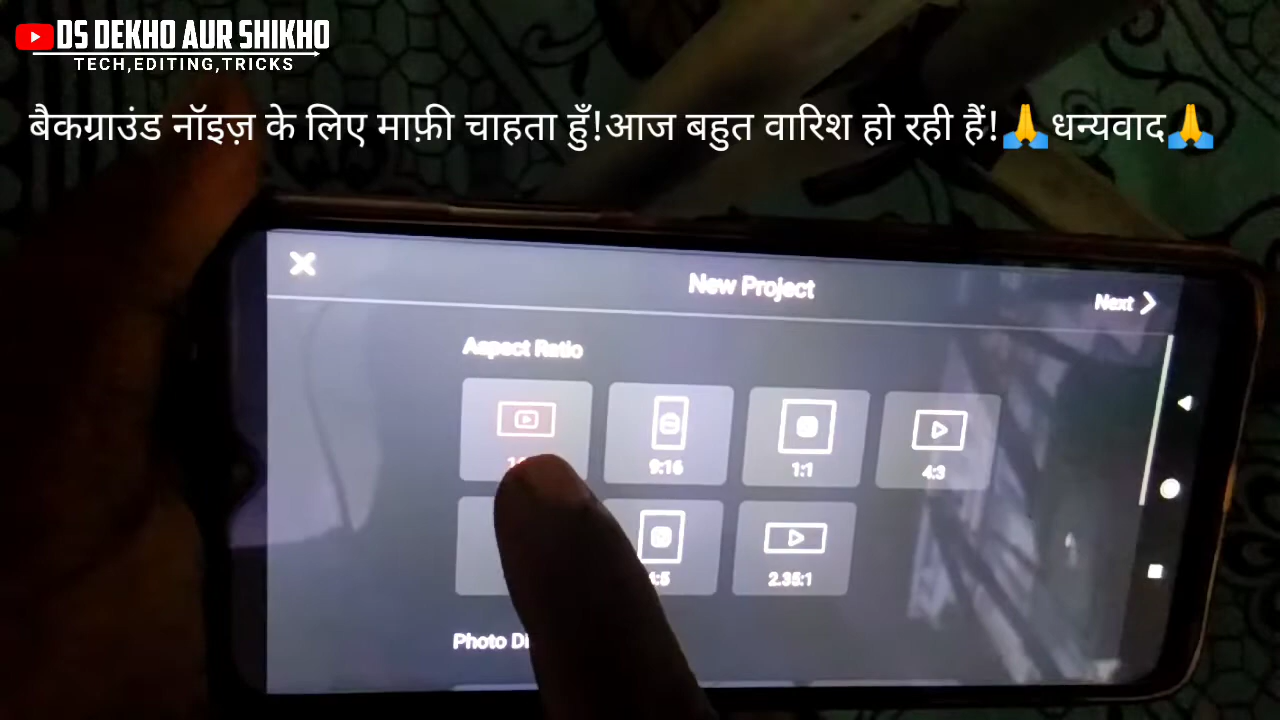 DS DEKHO AUR SHIKHO
TECH,EDITING,TRICKS
बैकग्राउंड नॉइज़ के लिए माफ़ी चाहता हुँ!आज बहुत वारिश हो रही हैं!🙏धन्यवाद🙏
New Project
Next
Aspect Ratio
9:16
1:1
4:3
2.35:1
Photo